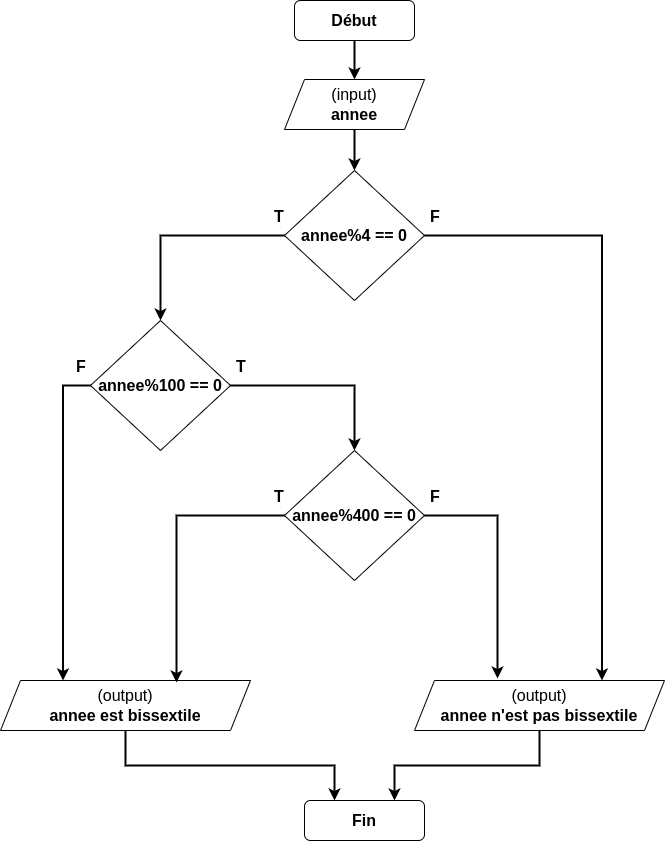 Début
(input)
annee
T
F
annee%4 == 0
F
T
annee%100 == 0
T
F
annee%400 == 0
(output)
annee est bissextile
(output)
annee n'est pas bissextile
Fin